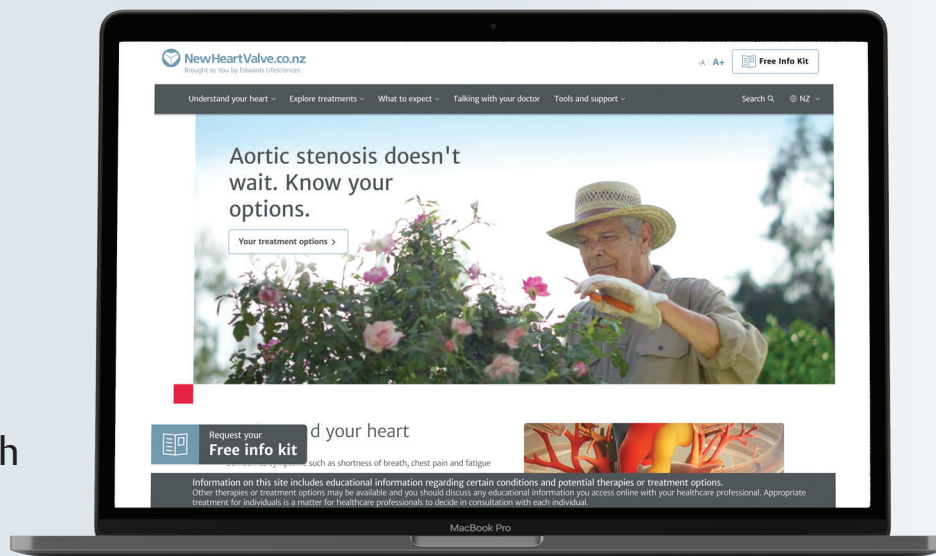 NewHeartValve.co.nz
Brought to You by Edwards Lifesciences
-A A+
Free Info Kit
Understand your heart Explore treatments What to expect Talking with your doctor Tools and support Search NZ
Aortic stenosis doesn't
wait. Know your
options.
Your treatment options >
d your heart
Request your
Free info kit
such as shortness of breath, chest pain and fatigue
h
Information on this site includes educational information regarding certain conditions and potential therapies or treatment options.
Other therapies or treatment options may be available and you should discuss any educational information you access online with your healthcare professional. Appropriate
treatment for individuals is a matter for healthcare professionals to decide in consultation with each individual.
MacBook Pro